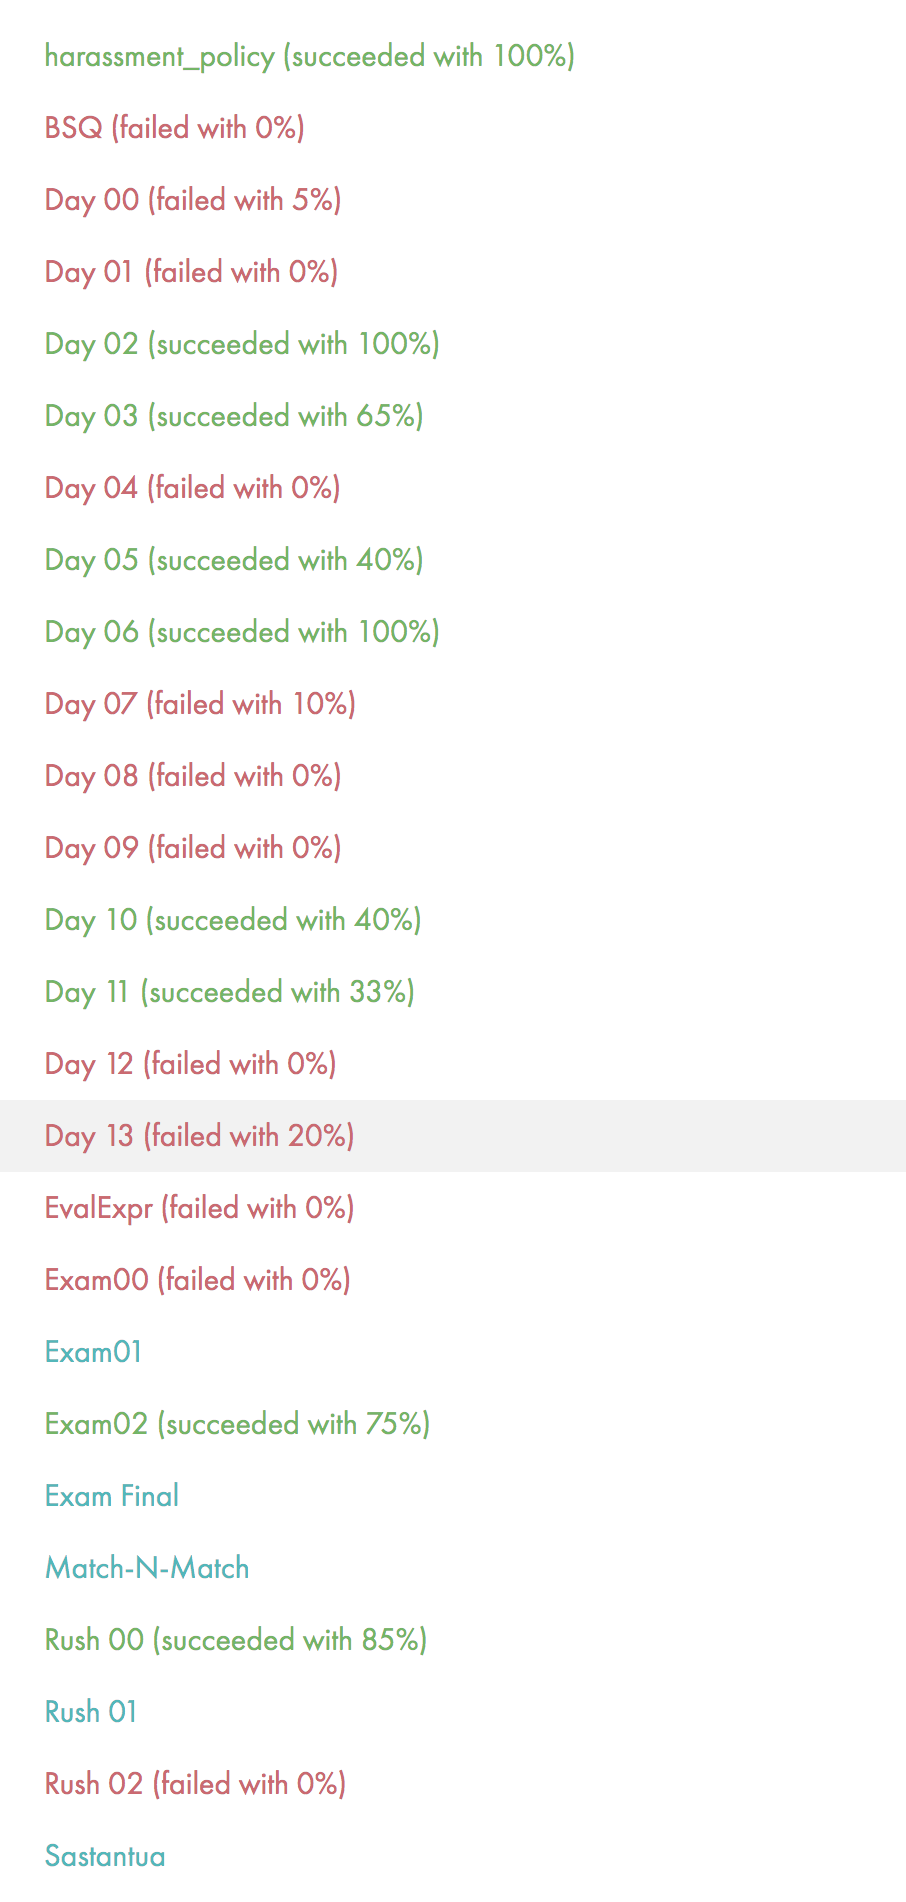 harassment_policy (succeeded with 100%)
BSQ (failed with 0%)
Day 00 (failed with 5%)
Day 01 (failed with 0%)
Day 02 (succeeded with 100%)
Day 03 (succeeded with 65%)
Day 04 (failed with 0%)
Day 05 (succeeded with 40%)
Day 06 (succeeded with 100%)
Day 07 (failed with 10%)
Day 08 (failed with 0%)
Day 09 (failed with 0%)
Day 10 (succeeded with 40%)
Day 11 (succeeded with 33%)
Day 12 (failed with 0%)
Day 13 (failed with 20%)
EvalExpr (failed with 0%)
Exam00 (failed with 0%)
Exam01
Exam02 (succeeded with 75%)
Exam Final
Match-N-Match
Rush 00 (succeeded with 85%)
Rush 01
Rush 02 (failed with 0%)
Sastantua